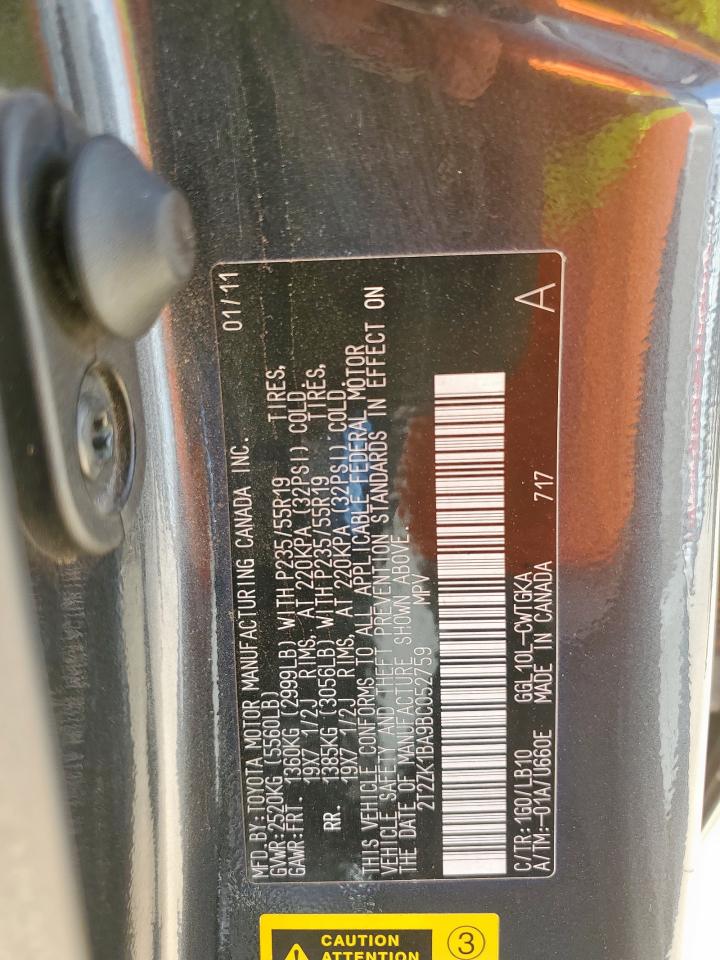 MFD.BY:TOYOTA MOTOR MANUFACTURING CANADA INC. 01/11
GVWR:2520KG (5560LB)
GAWR:FRT. 1360KG (2999LB) WITH P235/55R19 TIRES,
19X7 1/2J RIMS, AT 220KPA (32PSI) COLD
RR. 1385KG (3056LB) WITH P235/55R19 TIRES,
19X7 1/2J RIMS, AT 220KPA (32PSI) COLD.
THIS VEHICLE CONFORMS TO ALL APPLICABLE FEDERAL MOTOR
VEHICLE SAFETY AND THEFT PREVENTION STANDARDS IN EFFECT ON
THE DATE OF MANUFACTURE SHOWN ABOVE.
2T2ZK1BA9BC052759 MPV
C/TR:1G0/LB10 GGL10L-CWTGKA A
A/TM:-01A/U660E MADE IN CANADA 717
CAUTION
ATTENTION
3